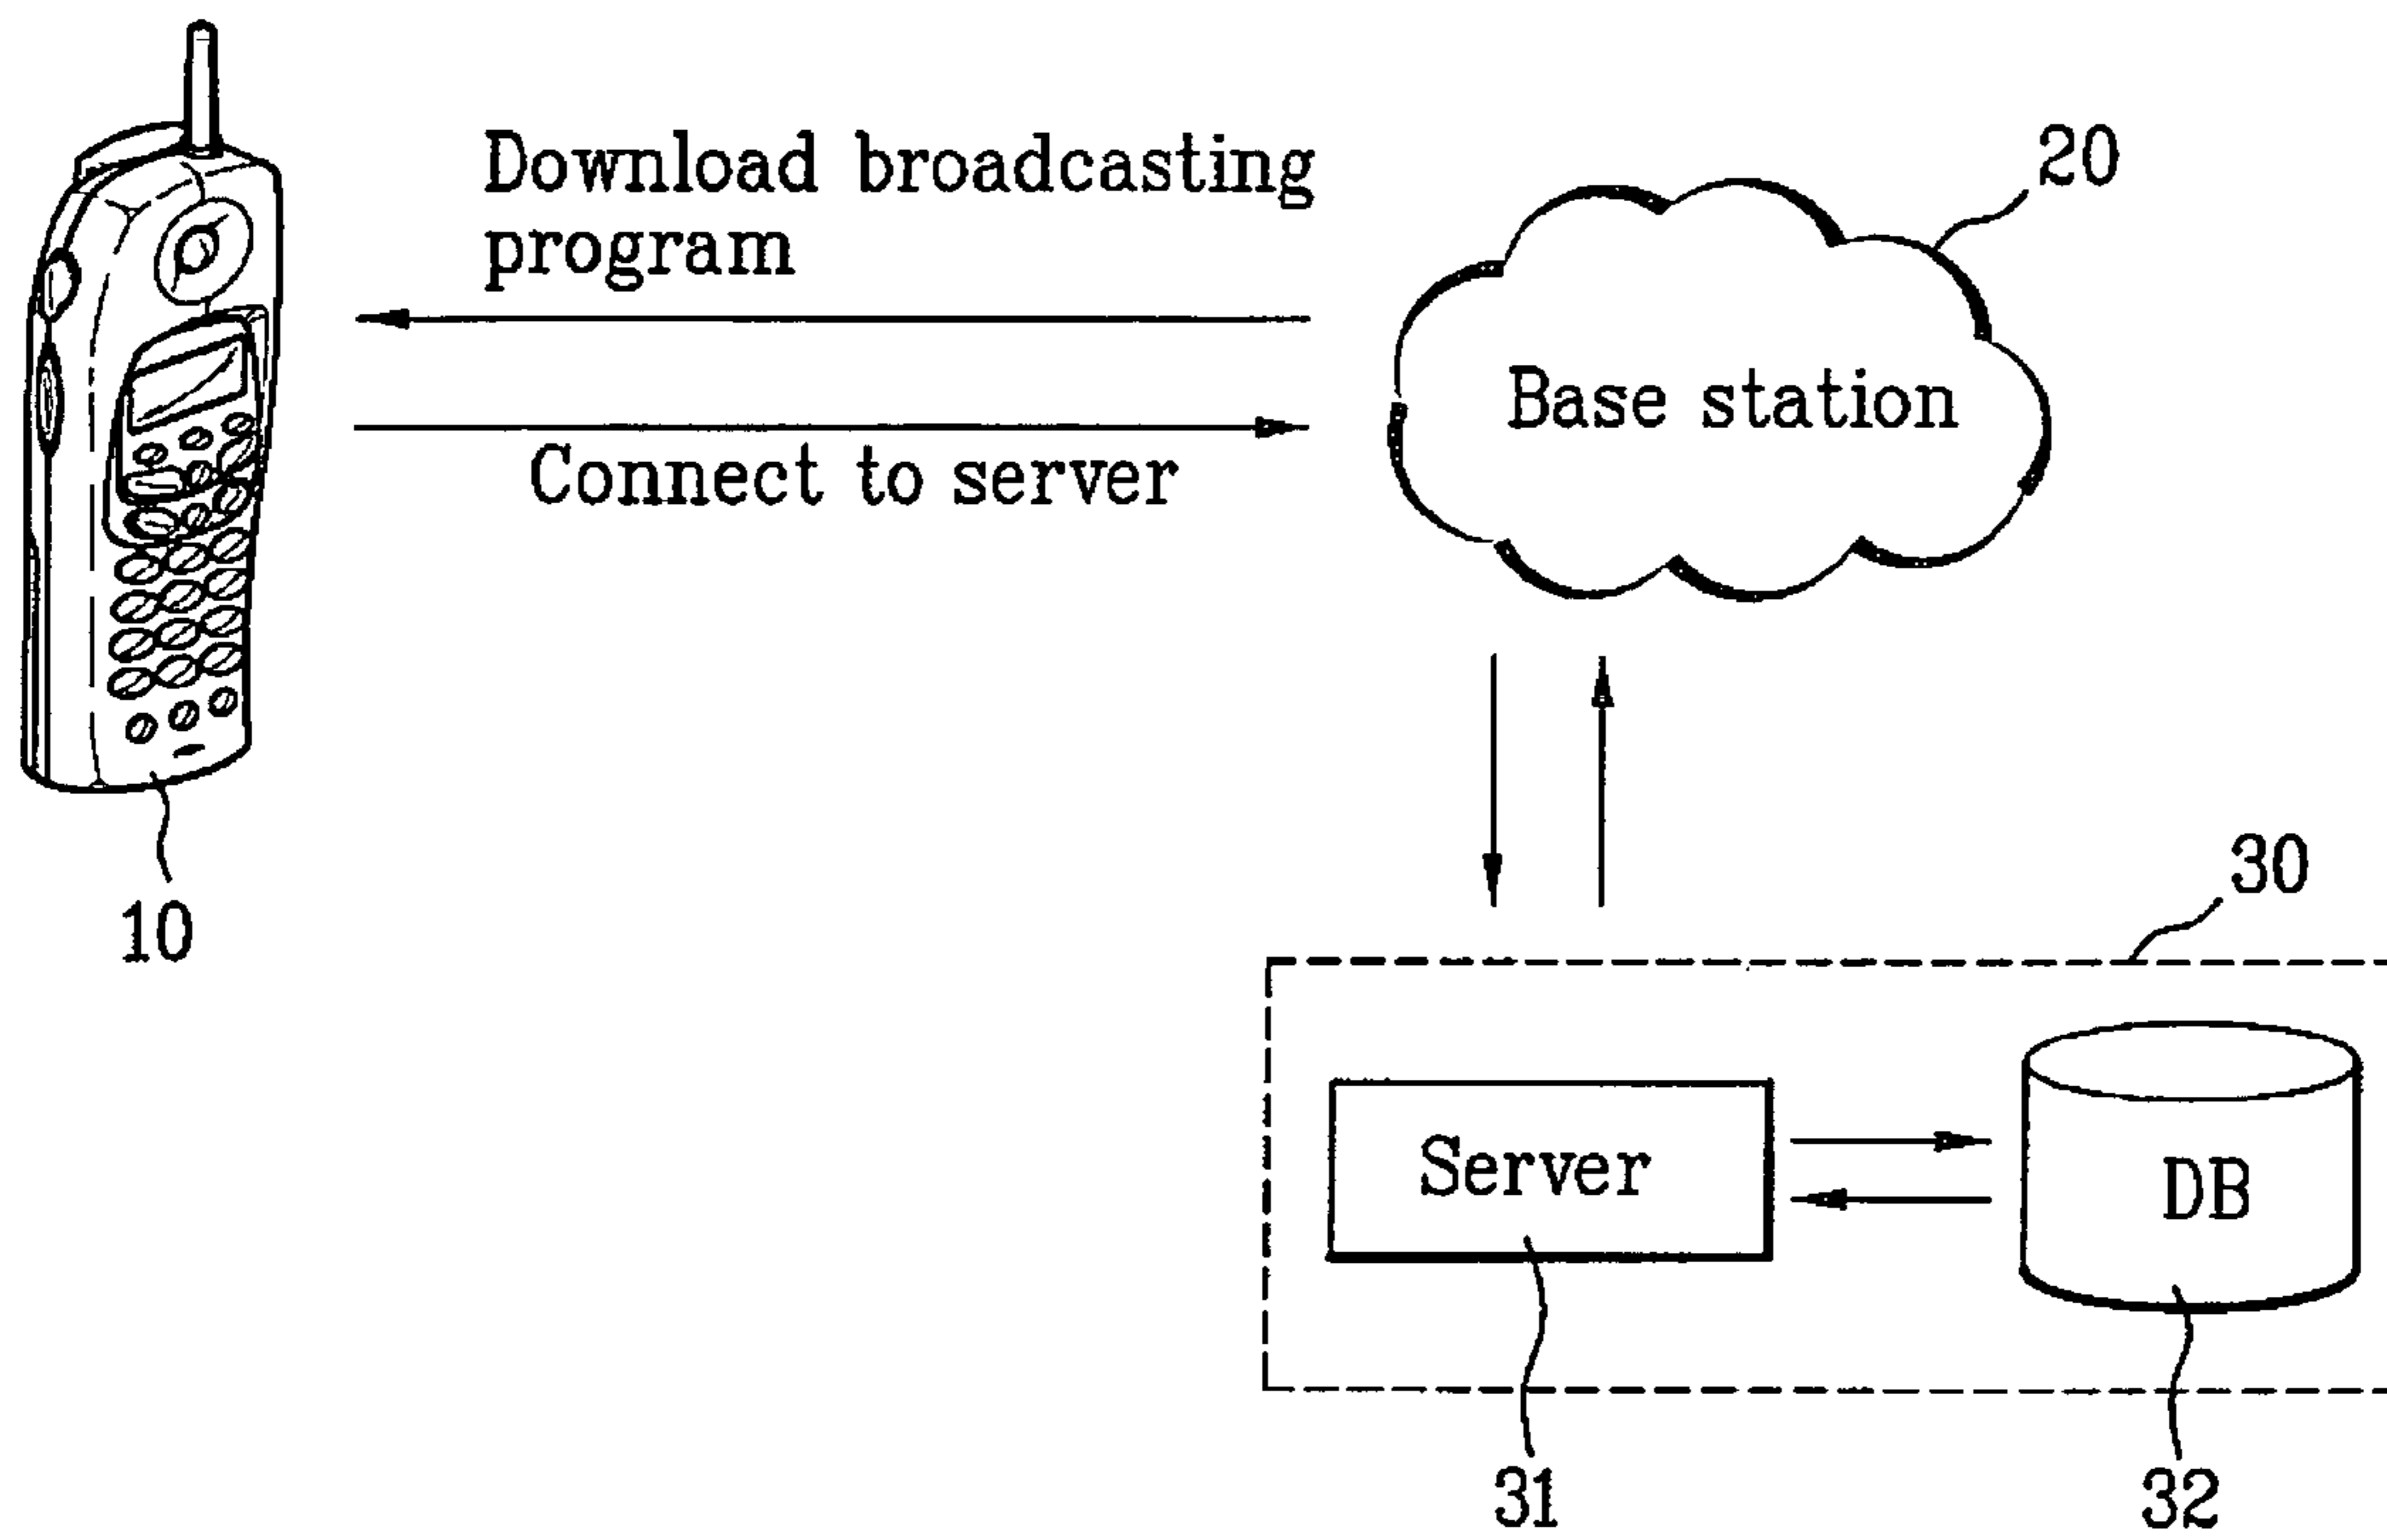 Download broadcasting
program
20
Base station
Connect to server
10
30
Server
DB
31
32